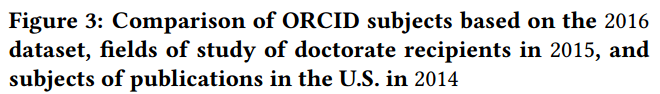 Figure 3: Comparison of ORCID subjects based on the 2016
dataset, fields of study of doctorate recipients in 2015, and
subjects of publications in the U.S. in 2014